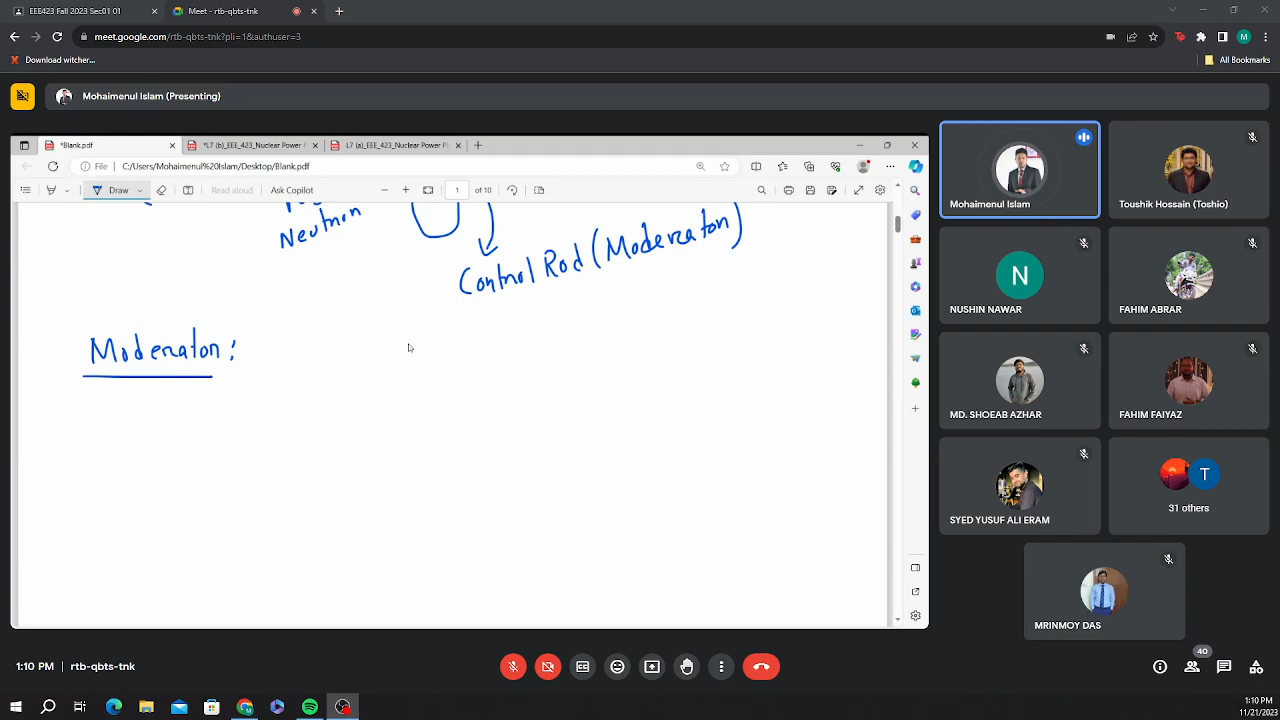 EEE423 Fall 2023 Sec01 01
Meet - rtb-qbts-tnk
meet.google.com/rtb-qbts-tnk?pli=1&authuser=3
Download witcher...
All Bookmarks
Mohaimenul Islam (Presenting)
*Blank.pdf
*L7 (b)_EEE_423_Nuclear Power
L7 (a)_EEE_423_Nuclear Power Pl
File
C:/Users/Mohaimenul%20Islam/Desktop/Blank.pdf
Draw
Read aloud
Ask Copilot
1 of 10
Neutron
Control Rod (Moderator)
Moderator:
Mohaimenul Islam
Toushik Hossain (Toshio)
N
NUSHIN NAWAR
FAHIM ABRAR
MD. SHOEAB AZHAR
FAHIM FAIYAZ
SYED YUSUF ALI ERAM
T
31 others
MRINMOY DAS
1:10 PM | rtb-qbts-tnk
40
1:10 PM
11/21/2023